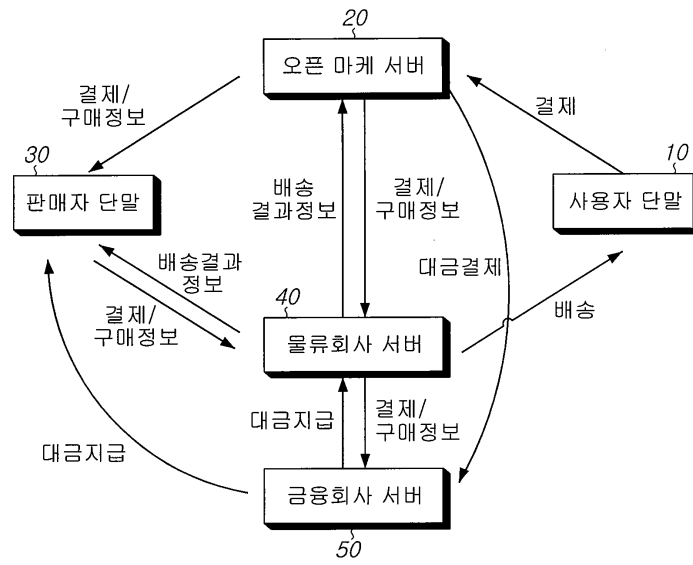 20
오픈 마케 서버
결제/
구매정보
결제
30
판매자 단말
10
사용자 단말
배송
결과정보
결제/
구매정보
배송결과
정보
대금결제
결제/
구매정보
40
물류회사 서버
배송
대금지급
결제/
구매정보
대금지급
금융회사 서버
50